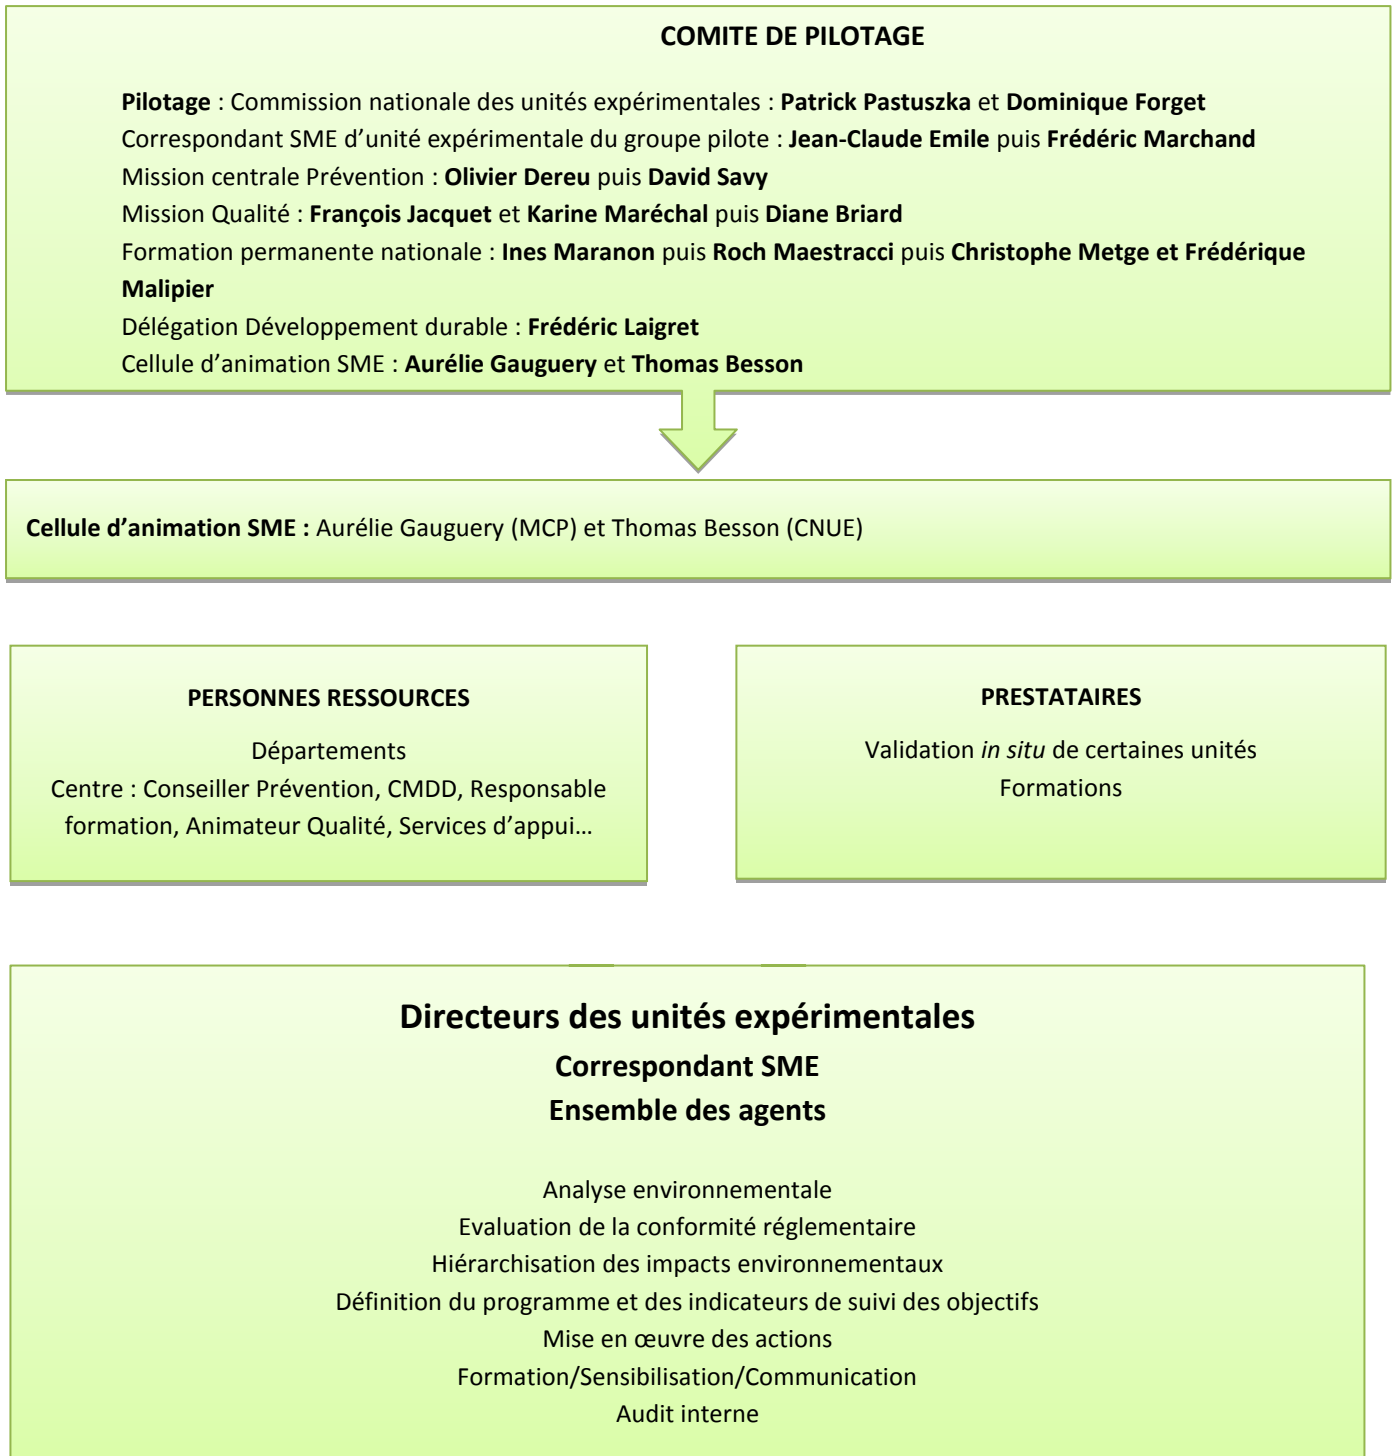 COMITE DE PILOTAGE
Pilotage : Commission nationale des unités expérimentales : Patrick Pastuszka et Dominique Forget
Correspondant SME d’unité expérimentale du groupe pilote : Jean-Claude Emile puis Frédéric Marchand
Mission centrale Prévention : Olivier Dereu puis David Savy
Mission Qualité : François Jacquet et Karine Maréchal puis Diane Briard
Formation permanente nationale : Ines Maranon puis Roch Maestracci puis Christophe Metge et Frédérique
Malipier
Délégation Développement durable : Frédéric Laigret
Cellule d’animation SME : Aurélie Gauguery et Thomas Besson
Cellule d’animation SME : Aurélie Gauguery (MCP) et Thomas Besson (CNUE)
PERSONNES RESSOURCES
Départements
Centre : Conseiller Prévention, CMDD, Responsable
formation, Animateur Qualité, Services d’appui…
PRESTATAIRES
Validation in situ de certaines unités
Formations
Directeurs des unités expérimentales
Correspondant SME
Ensemble des agents
Analyse environnementale
Evaluation de la conformité réglementaire
Hiérarchisation des impacts environnementaux
Définition du programme et des indicateurs de suivi des objectifs
Mise en œuvre des actions
Formation/Sensibilisation/Communication
Audit interne